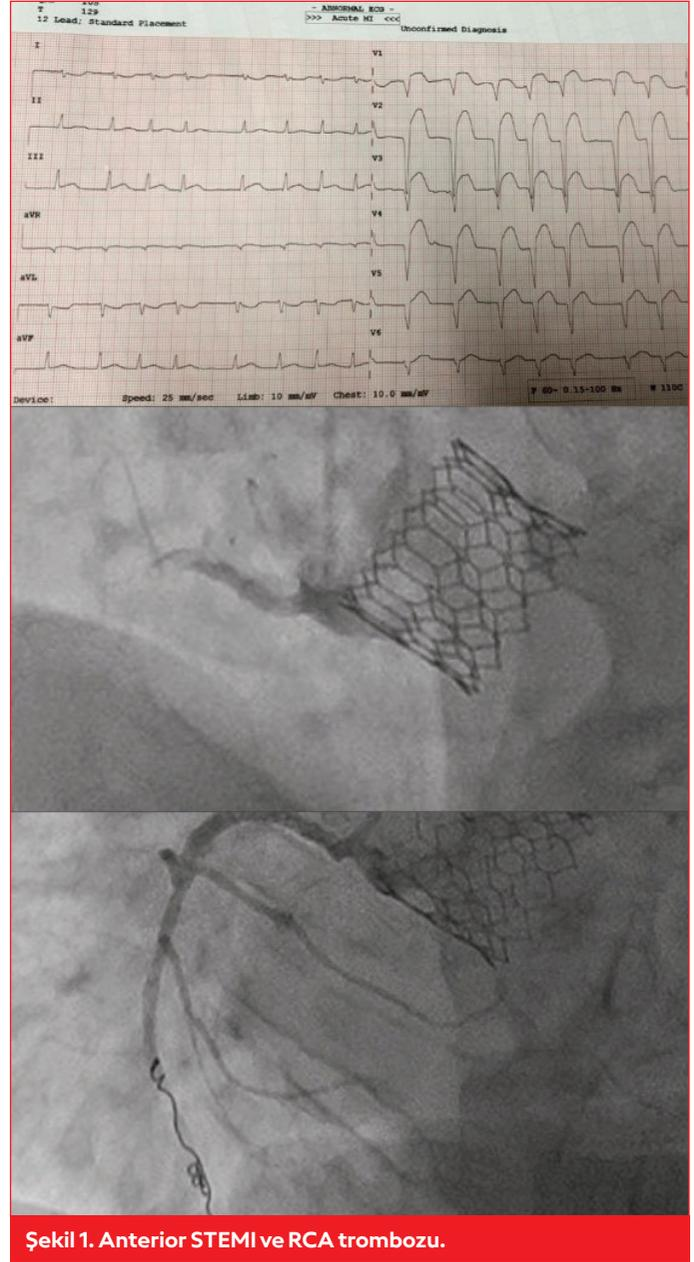 T 129
12 Lead; Standard Placement
- ABNORMAL ECG -
>>> Acute MI <<<
Unconfirmed Diagnosis
I
II
III
aVR
aVL
aVF
V1
V2
V3
V4
V5
V6
Device: Speed: 25 mm/sec Limb: 10 mm/mV Chest: 10.0 mm/mV
F 60~ 0.15-100 Hz
Şekil 1. Anterior STEMI ve RCA trombozu.